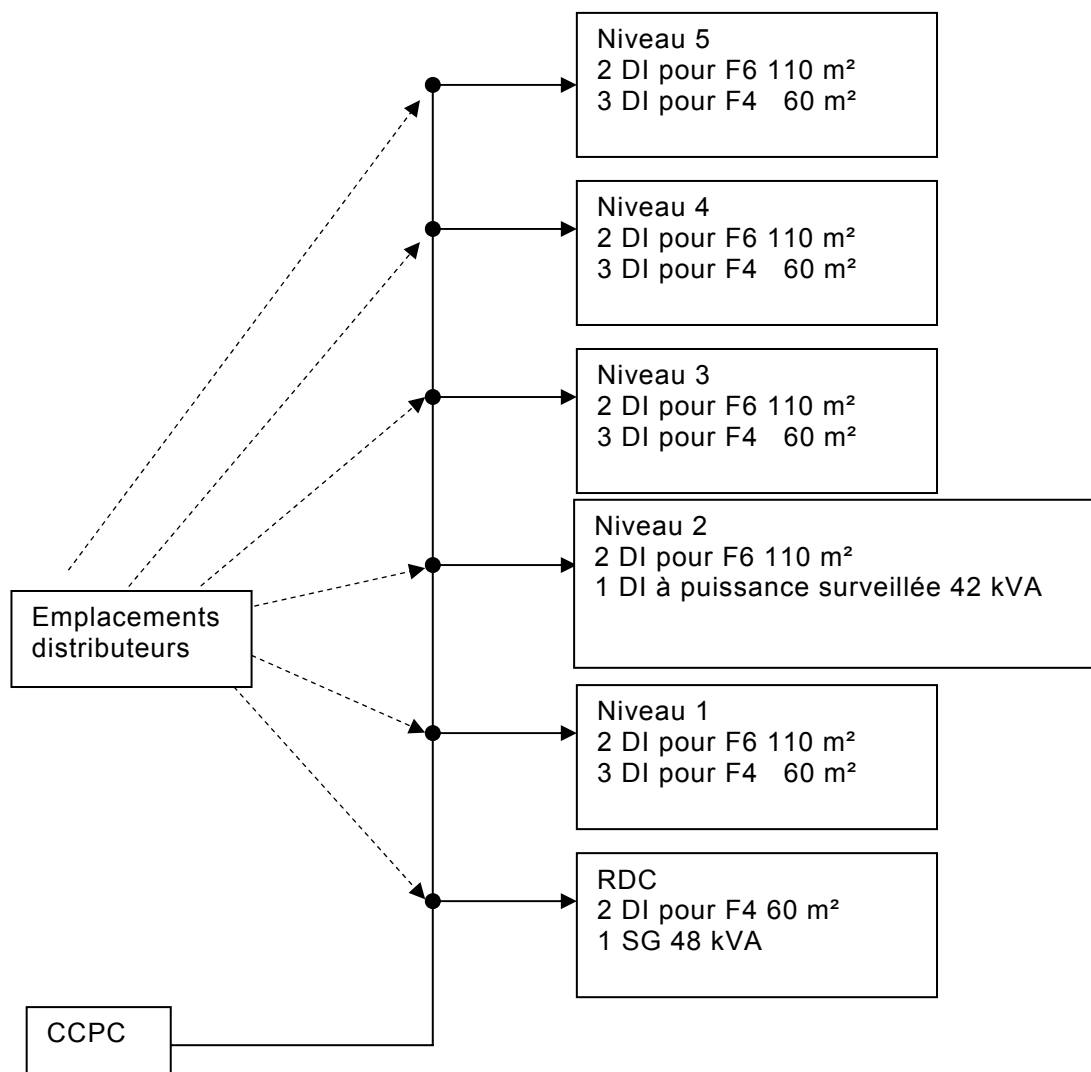 Niveau 5
2 DI pour F6 110 m²
3 DI pour F4 60 m²
Niveau 4
2 DI pour F6 110 m²
3 DI pour F4 60 m²
Niveau 3
2 DI pour F6 110 m²
3 DI pour F4 60 m²
Niveau 2
2 DI pour F6 110 m²
1 DI à puissance surveillée 42 kVA
Emplacements
distributeurs
Niveau 1
2 DI pour F6 110 m²
3 DI pour F4 60 m²
RDC
2 DI pour F4 60 m²
1 SG 48 kVA
CCPC